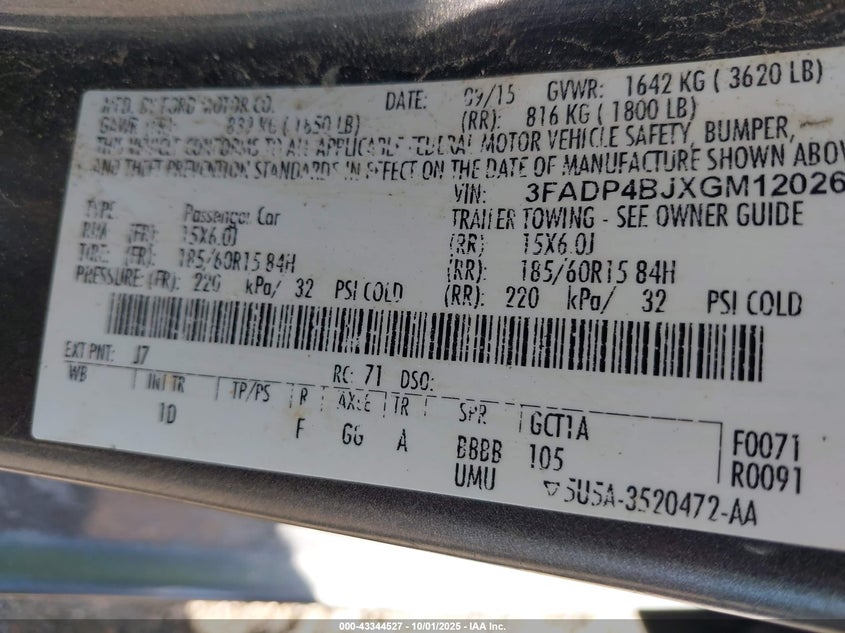 MFD. BY FORD MOTOR CO. DATE: 09/15 GVWR: 1642 KG ( 3620 LB)
GAWR (FR): KG ( 1850 LB) (RR): 816 KG ( 1800 LB)
THIS VEHICLE CONFORMS TO ALL APPLICABLE FEDERAL MOTOR VEHICLE SAFETY, BUMPER,
AND THEFT PREVENTION STANDARDS IN EFFECT ON THE DATE OF MANUFACTURE SHOWN ABOV
VIN: 3FADP4BJXGM12026
TYPE: Passenger Car TRAILER TOWING - SEE OWNER GUIDE
RIM (FR): 15X6.0J (RR): 15X6.0J
TIRE (FR): 185/60R15 84H (RR): 185/60R15 84H
PRESSURE: (FR): 220 kPa/ 32 PSI COLD (RR): 220 kPa/ 32 PSI COLD
EXT PNT: J7 RC: 71 DSO:
WB INT TR TP/PS R AXLE TR SPR GCT1A F0071
1D F GG A BBBB 105 R0091
UMU 5U5A-3520472-AA
000-43344527 - 10/01/2025 - IAA Inc.